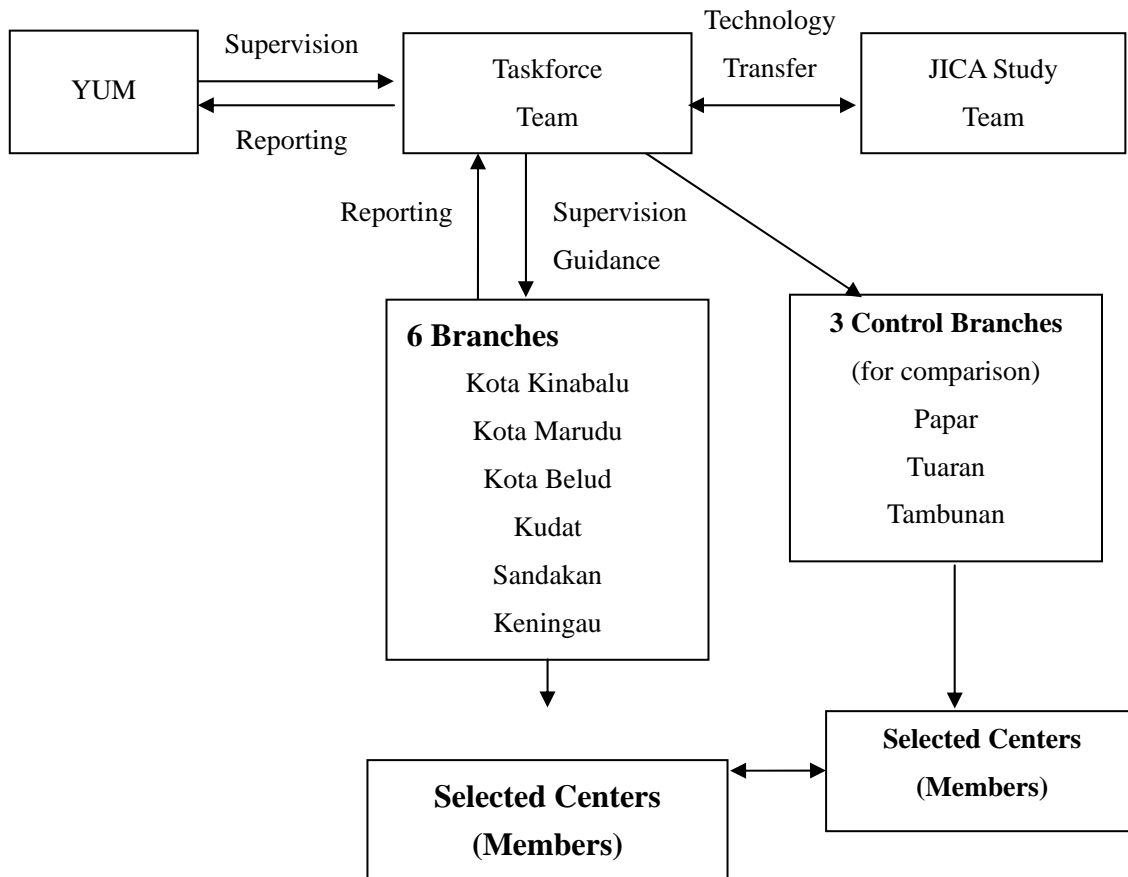 YUM
Supervision
Reporting
Taskforce
Team
Technology
Transfer
JICA Study
Team
Reporting
Supervision
Guidance
6 Branches
Kota Kinabalu
Kota Marudu
Kota Belud
Kudat
Sandakan
Keningau
3 Control Branches
(for comparison)
Papar
Tuaran
Tambunan
Selected Centers
(Members)
Selected Centers
(Members)